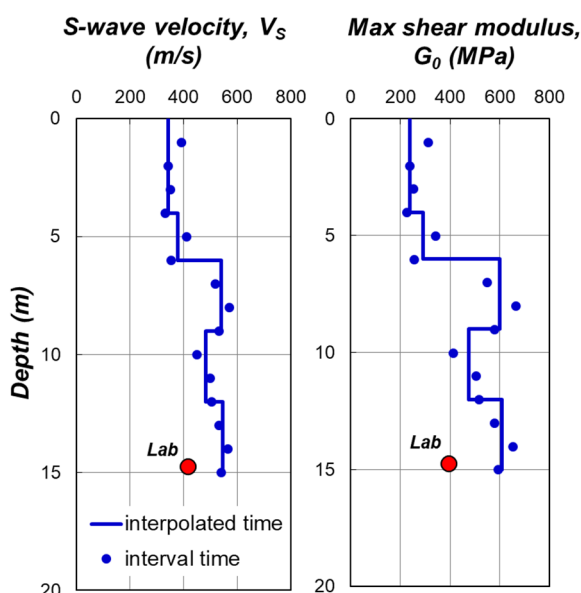 S-wave velocity, VS
(m/s)
0 200 400 600 800
0
5
10
15
20
Depth (m)
Lab
interpolated time
interval time
Max shear modulus,
G0 (MPa)
0 200 400 600 800
0
5
10
15
20
Lab